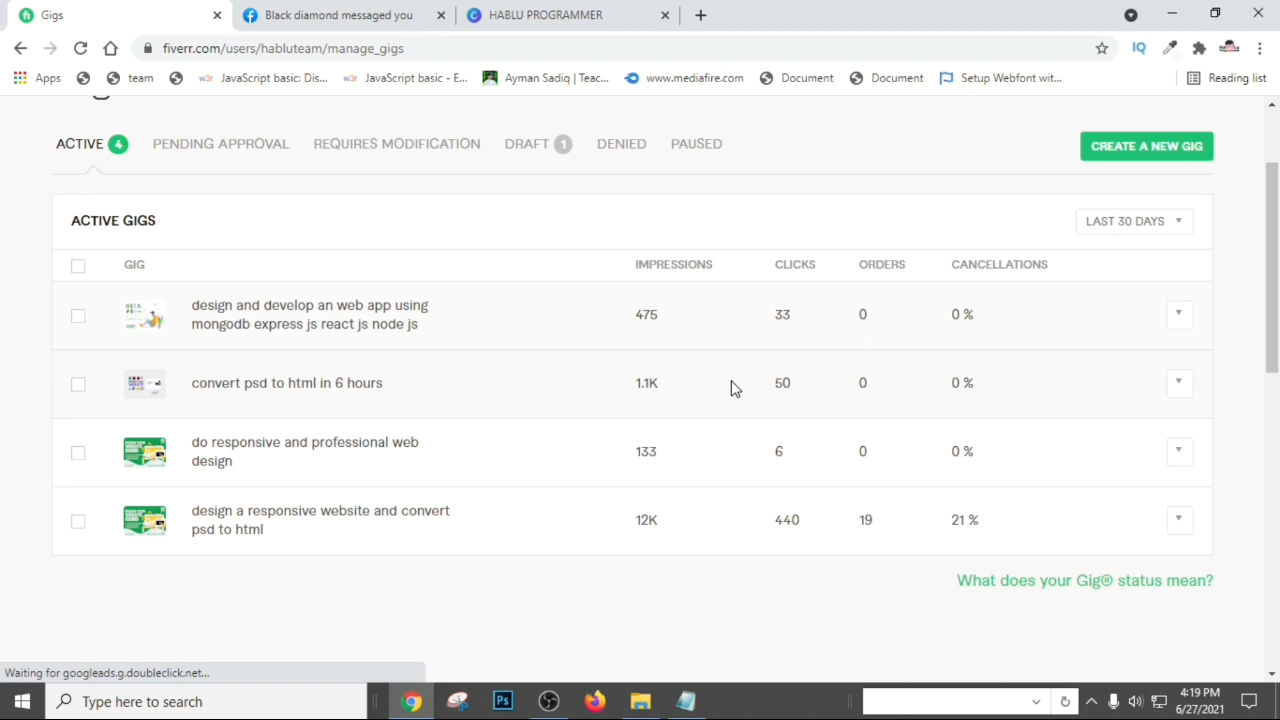 Gigs
Black diamond messaged you
HABLU PROGRAMMER
fiverr.com/users/habluteam/manage_gigs
IQ
Apps
team
w3r JavaScript basic: Dis...
w3r JavaScript basic - E...
Ayman Sadiq | Teac...
www.mediafire.com
Document
Document
Setup Webfont wit...
Reading list
ACTIVE 4
PENDING APPROVAL
REQUIRES MODIFICATION
DRAFT 1
DENIED
PAUSED
CREATE A NEW GIG
ACTIVE GIGS
LAST 30 DAYS
GIG IMPRESSIONS CLICKS ORDERS CANCELLATIONS
design and develop an web app using
mongodb express js react js node js
475 33 0 0 %
convert psd to html in 6 hours
1.1K 50 0 0 %
do responsive and professional web
design
133 6 0 0 %
design a responsive website and convert
psd to html
12K 440 19 21 %
What does your Gig® status mean?
Waiting for googleads.g.doubleclick.net...
Type here to search
Ps
4:19 PM
6/27/2021